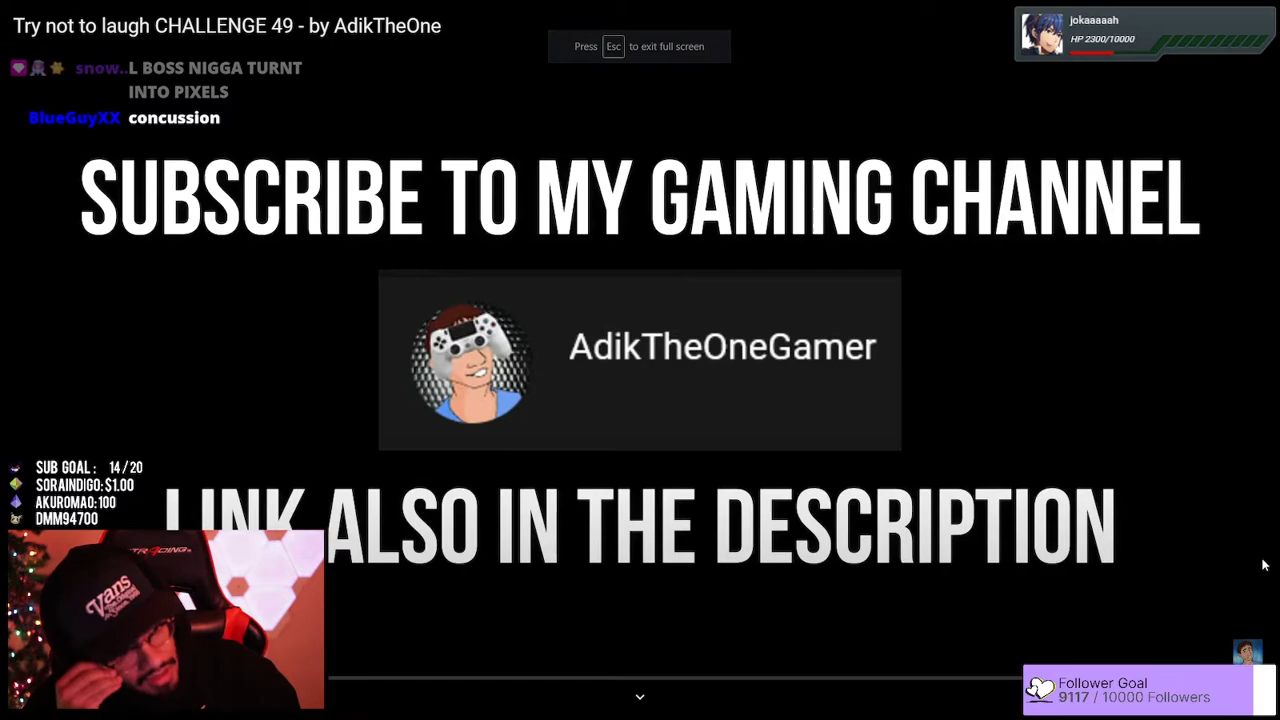 Try not to laugh CHALLENGE 49 - by AdikTheOne
Press Esc to exit full screen
jokaaaaah
HP 2300/10000
snow.. L BOSS NIGGA TURNT
INTO PIXELS
BlueGuyXX concussion
SUBSCRIBE TO MY GAMING CHANNEL
AdikTheOneGamer
SUB GOAL : 14/20
SORAINDIGO: $1.00
AKUROMA0: 100
DMM94700
LINK ALSO IN THE DESCRIPTION
Vans
Follower Goal
9117 / 10000 Followers